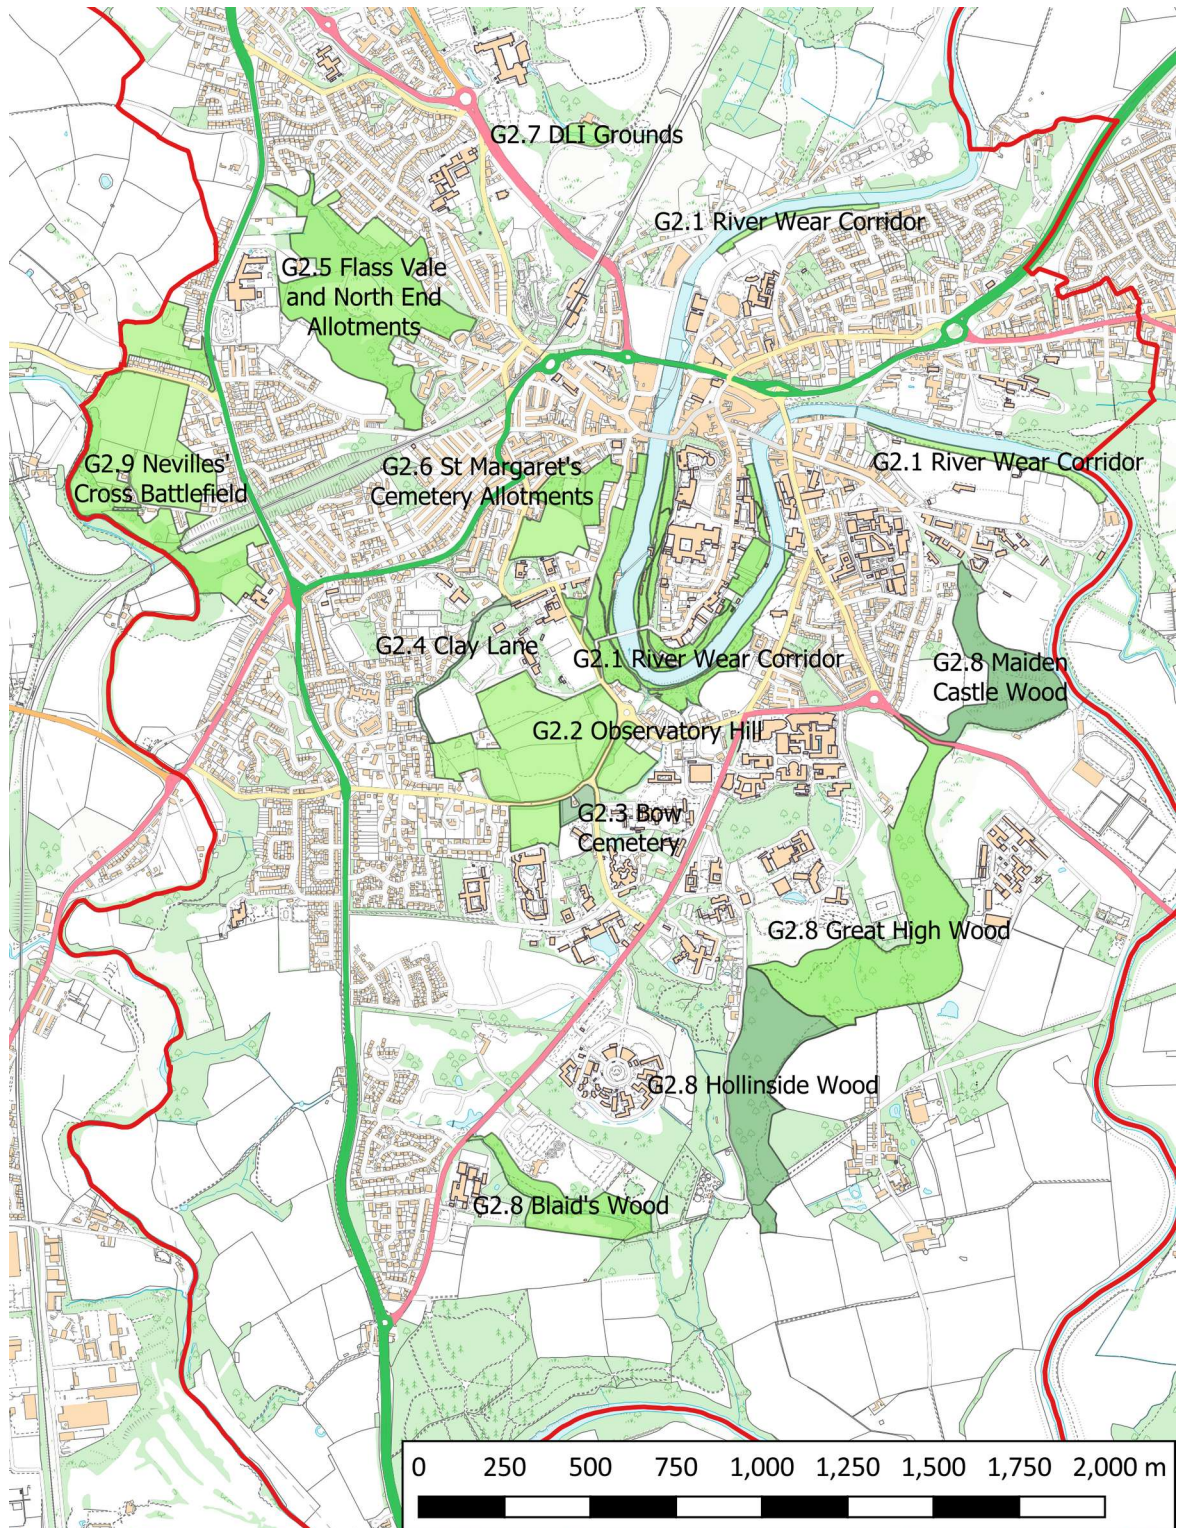 G2.7 DLI Grounds
G2.1 River Wear Corridor
G2.5 Flass Vale
and North End
Allotments
G2.9 Nevilles'
Cross Battlefield
G2.6 St Margaret's
Cemetery Allotments
G2.1 River Wear Corridor
G2.4 Clay Lane
G2.1 River Wear Corridor
G2.8 Maiden
Castle Wood
G2.2 Observatory Hill
G2.3 Bow
Cemetery
G2.8 Great High Wood
G2.8 Hollinside Wood
G2.8 Blaid's Wood
0 250 500 750 1,000 1,250 1,500 1,750 2,000 m